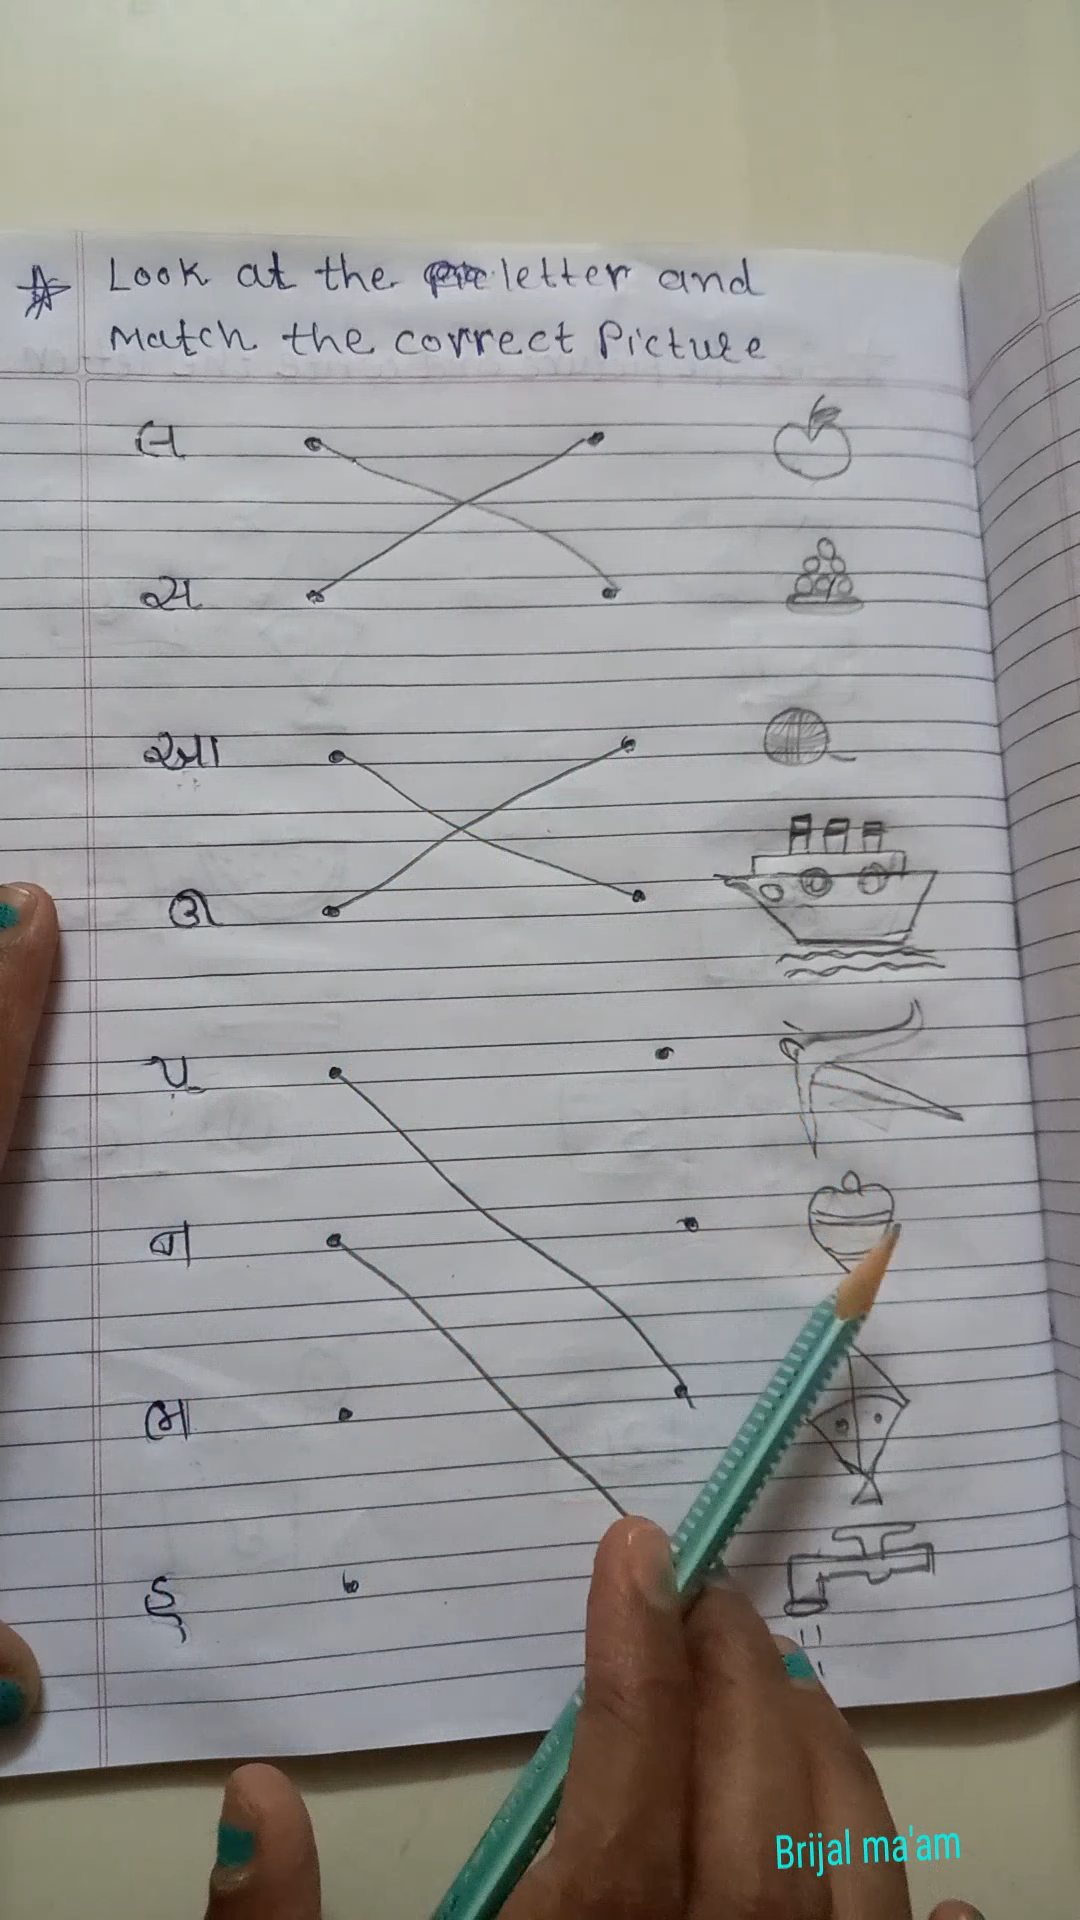 Look at the letter and
Match the correct Picture
લ
સ
આ
ઊ
પ
ન
ભ
હ
Brijal ma'am